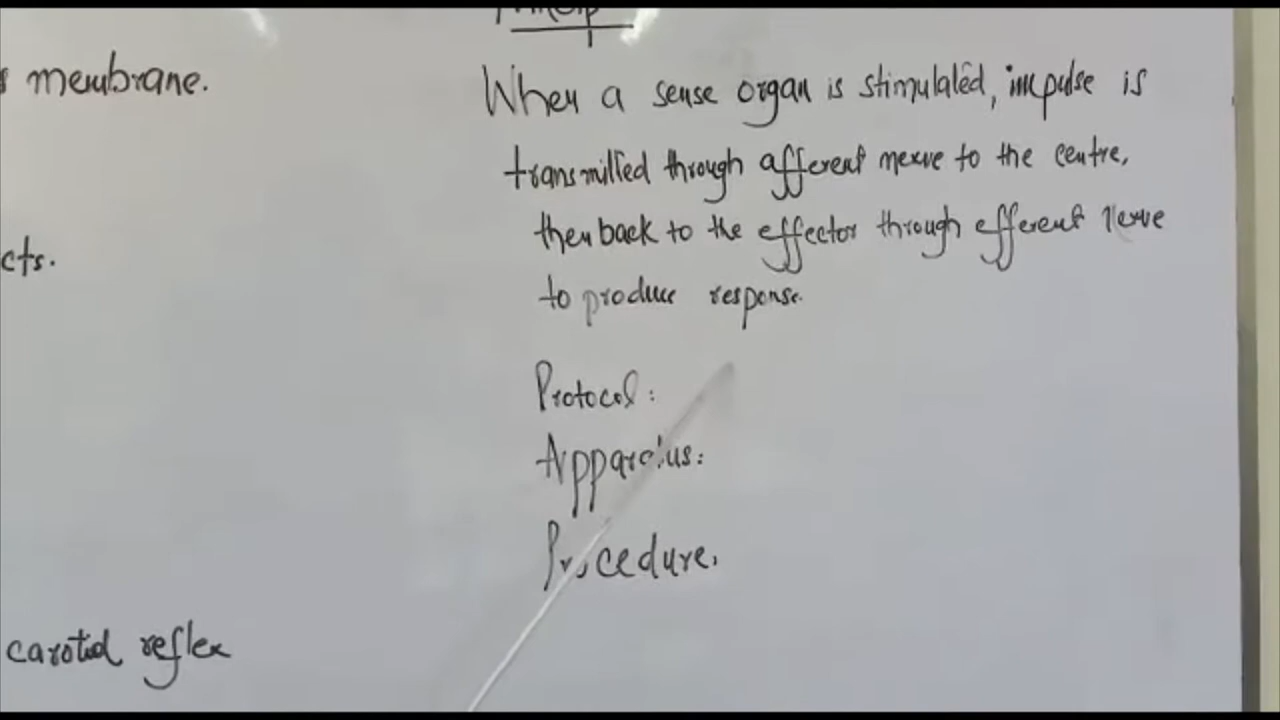 Principle
s membrane.
cts.
carotid reflex
When a sense organ is stimulated, impulse is
transmitted through afferent nerve to the centre,
then back to the effector through efferent nerve
to produce response.
Protocol:
Apparatus:
Procedure.